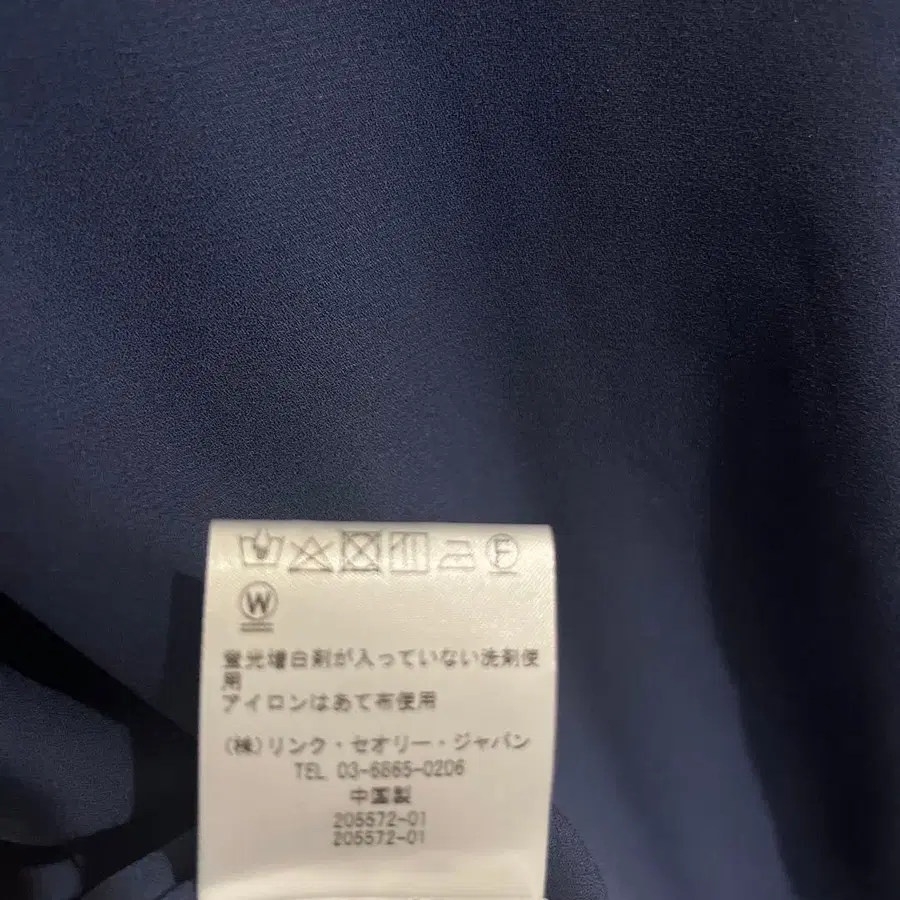 F
W
蛍光増白剤が入っていない洗剤使
用
アイロンはあて布使用
(株)リンク・セオリー・ジャパン
TEL 03-6865-0206
中国製
205572-01
205572-01